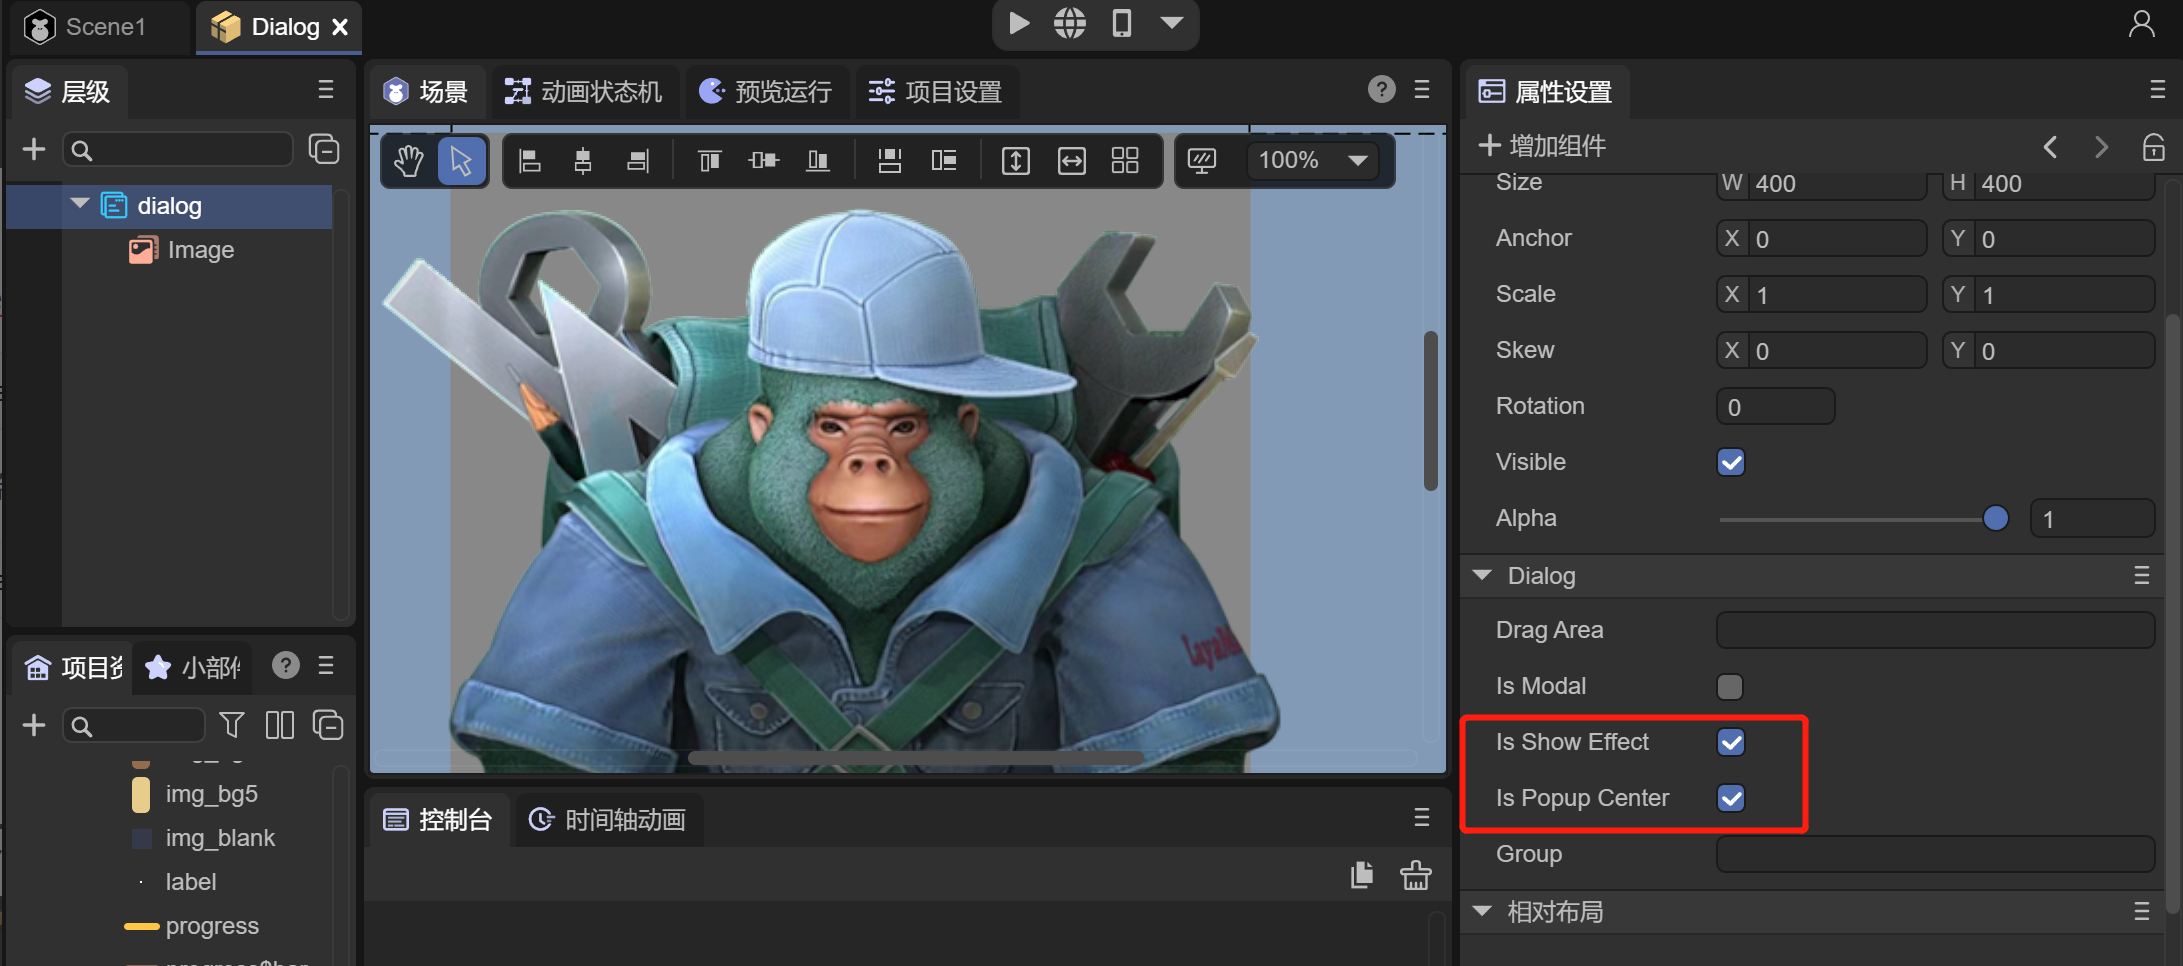 Scene1
Dialog
层级
场景
动画状态机
预览运行
项目设置
属性设置
增加组件
100%
dialog
Image
Size
W 400
H 400
Anchor
X 0
Y 0
Scale
X 1
Y 1
Skew
X 0
Y 0
Rotation
0
Visible
Alpha
1
Dialog
Drag Area
Is Modal
Is Show Effect
Is Popup Center
Group
相对布局
项目资
小部件
img_bg5
img_blank
label
progress
控制台
时间轴动画